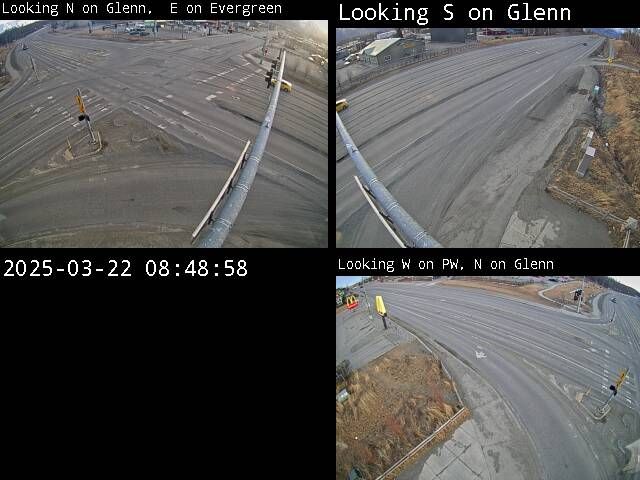 Looking N on Glenn, E on Evergreen
Looking S on Glenn
2025-03-22 08:48:58
Looking W on PW, N on Glenn